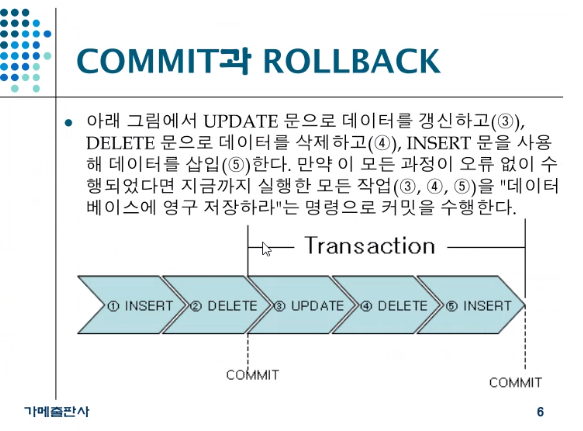 COMMIT과 ROLLBACK
아래 그림에서 UPDATE 문으로 데이터를 갱신하고(③),
DELETE 문으로 데이터를 삭제하고(④), INSERT 문을 사용
해 데이터를 삽입(⑤)한다. 만약 이 모든 과정이 오류 없이 수
행되었다면 지금까지 실행한 모든 작업(③, ④, ⑤)을 "데이터
베이스에 영구 저장하라"는 명령으로 커밋을 수행한다.
Transaction
① INSERT ② DELETE ③ UPDATE ④ DELETE ⑤ INSERT
COMMIT
COMMIT
가메출판사
6